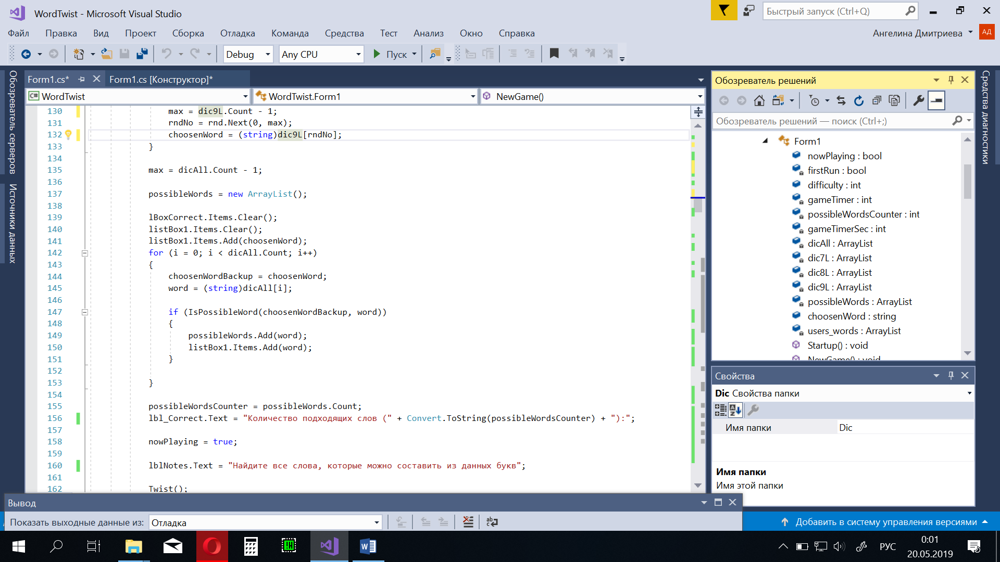 WordTwist - Microsoft Visual Studio
Быстрый запуск (Ctrl+Q)
Файл Правка Вид Проект Сборка Отладка Команда Средства Тест Анализ Окно Справка
Ангелина Дмитриева АД
Debug Any CPU Пуск
Обозреватель серверов
Источники данных
Form1.cs* Form1.cs [Конструктор]*
C# WordTwist WordTwist.Form1 NewGame()
130 max = dic9L.Count - 1;
131 rndNo = rnd.Next(0, max);
132 choosenWord = (string)dic9L[rndNo];
133 }
134
135 max = dicAll.Count - 1;
136
137 possibleWords = new ArrayList();
138
139 lBoxCorrect.Items.Clear();
140 listBox1.Items.Clear();
141 listBox1.Items.Add(choosenWord);
142 for (i = 0; i < dicAll.Count; i++)
143 {
144 choosenWordBackup = choosenWord;
145 word = (string)dicAll[i];
146
147 if (IsPossibleWord(choosenWordBackup, word))
148 {
149 possibleWords.Add(word);
150 listBox1.Items.Add(word);
151 }
152
153 }
154
155 possibleWordsCounter = possibleWords.Count;
156 lbl_Correct.Text = "Количество подходящих слов (" + Convert.ToString(possibleWordsCounter) + "):";
157
158 nowPlaying = true;
159
160 lblNotes.Text = "Найдите все слова, которые можно составить из данных букв";
161
162 Twist();
Обозреватель решений
Обозреватель решений — поиск (Ctrl+;)
Form1
nowPlaying : bool
firstRun : bool
difficulty : int
gameTimer : int
possibleWordsCounter : int
gameTimerSec : int
dicAll : ArrayList
dic7L : ArrayList
dic8L : ArrayList
dic9L : ArrayList
possibleWords : ArrayList
choosenWord : string
users_words : ArrayList
Startup() : void
NewGame() : void
Средства диагностики
Свойства
Dic Свойства папки
Имя папки Dic
Имя папки
Имя этой папки
Вывод
Показать выходные данные из: Отладка
Добавить в систему управления версиями
РУС
0:01
20.05.2019